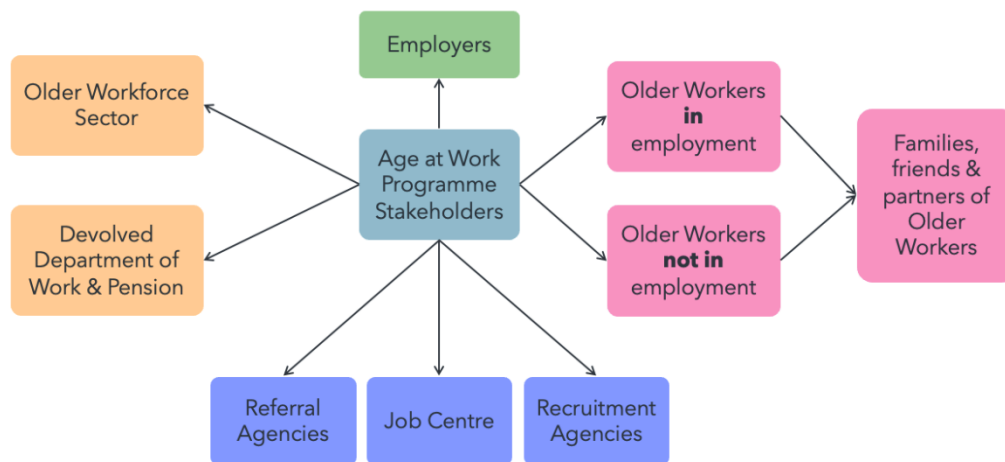 Employers
Older Workforce
Sector
Age at Work
Programme
Stakeholders
Older Workers
in
employment
Families,
friends &
partners of
Older
Workers
Devolved
Department of
Work & Pension
Older Workers
not in
employment
Referral
Agencies
Job Centre
Recruitment
Agencies